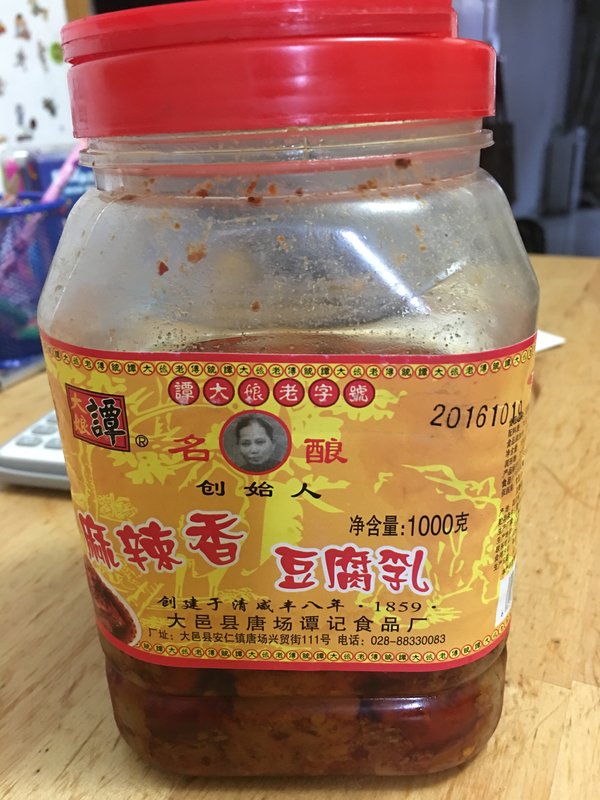 譚大娘老字號
大娘
譚
®
20161010
名 酿
创始人
净含量:1000克
麻辣香 豆腐乳
创建于清咸丰八年·1859·
大邑县唐场谭记食品厂
厂址:大邑县安仁镇唐场兴贸街111号 电话:028-88330083